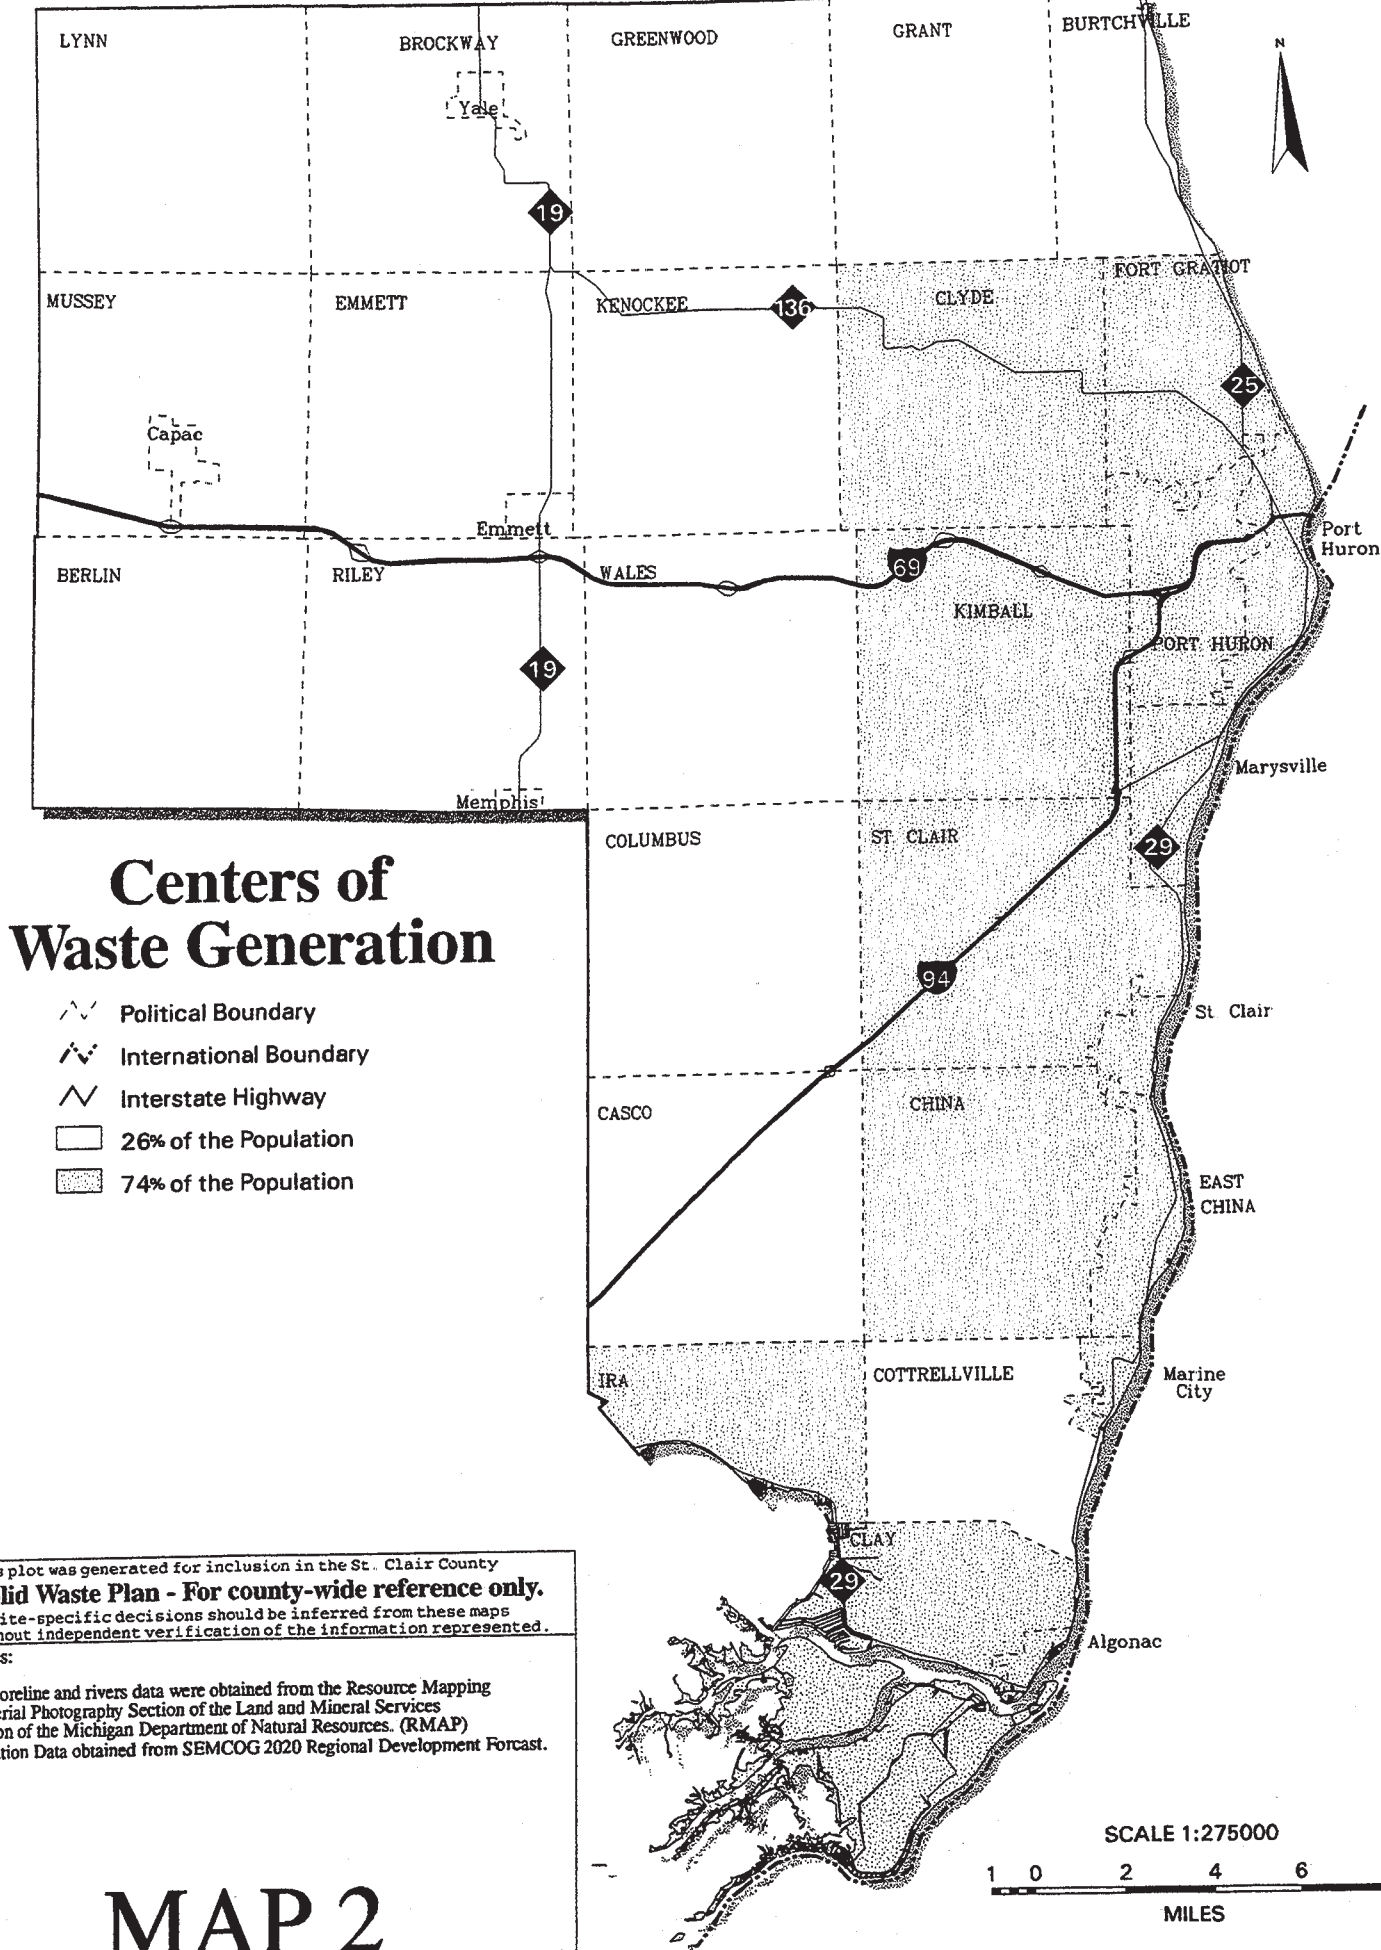 LYNN
BROCKWAY
GREENWOOD
GRANT
BURTCHVILLE
N
Yale
19
MUSSEY
EMMETT
KENOCKEE
136
CLYDE
FORT GRATIOT
25
Capac
Emmett
Port
Huron
BERLIN
RILEY
WALES
69
KIMBALL
PORT HURON
19
Marysville
Memphis
COLUMBUS
ST CLAIR
29
Centers of
Waste Generation
94
St. Clair
Political Boundary
International Boundary
Interstate Highway
26% of the Population
74% of the Population
CASCO
CHINA
EAST
CHINA
IRA
COTTRELLVILLE
Marine
City
CLAY
29
Algonac
s plot was generated for inclusion in the St. Clair County
lid Waste Plan - For county-wide reference only.
ite-specific decisions should be inferred from these maps
out independent verification of the information represented.
s:
oreline and rivers data were obtained from the Resource Mapping
rial Photography Section of the Land and Mineral Services
on of the Michigan Department of Natural Resources. (RMAP)
tion Data obtained from SEMCOG 2020 Regional Development Forcast.
SCALE 1:275000
1 0 2 4 6
MILES
MAP 2